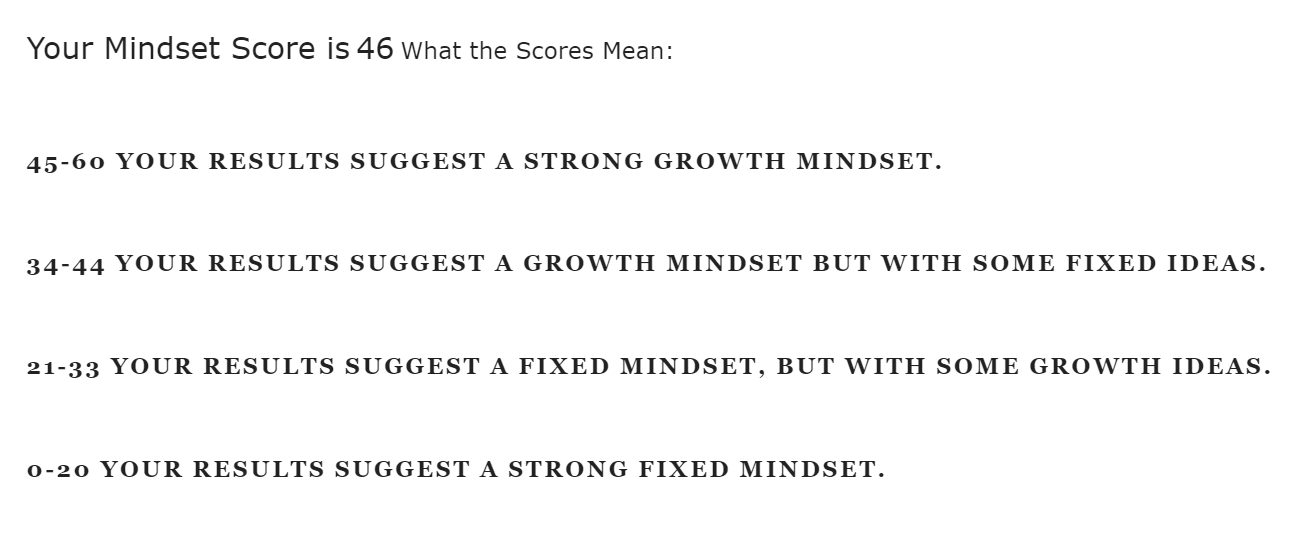 Your Mindset Score is 46 What the Scores Mean:
45-60 YOUR RESULTS SUGGEST A STRONG GROWTH MINDSET.
34-44 YOUR RESULTS SUGGEST A GROWTH MINDSET BUT WITH SOME FIXED IDEAS.
21-33 YOUR RESULTS SUGGEST A FIXED MINDSET, BUT WITH SOME GROWTH IDEAS.
0-20 YOUR RESULTS SUGGEST A STRONG FIXED MINDSET.